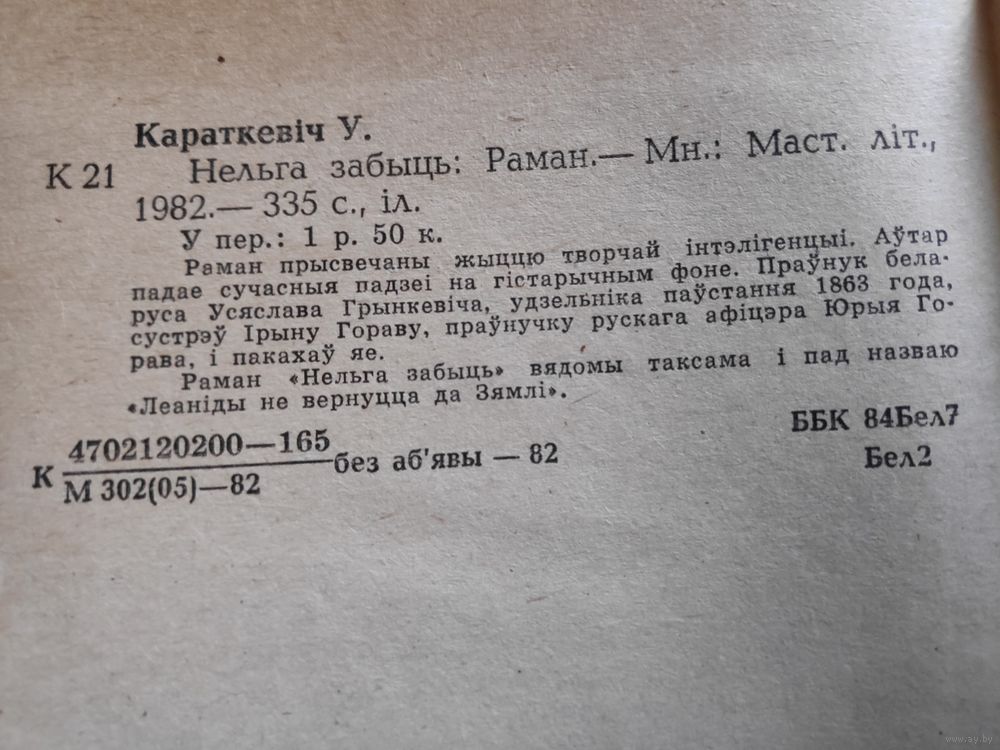 Караткевіч У.
К 21 Нельга забыць: Раман.— Мн.: Маст. літ.,
1982.— 335 с., іл.
У пер.: 1 р. 50 к.
Раман прысвечаны жыццю творчай інтэлігенцыі. Аўтар
падае сучасныя падзеі на гістарычным фоне. Праўнук бела-
руса Усяслава Грынкевіча, удзельніка паўстання 1863 года,
сустрэў Ірыну Гораву, праўнучку рускага афіцэра Юрыя Го-
рава, і пакахаў яе.
Раман «Нельга забыць» вядомы таксама і пад назваю
«Леаніды не вернуцца да Зямлі».
К 4702120200—165
М 302(05)—82 без аб'явы — 82
ББК 84Бел7
Бел2
www.ay.by